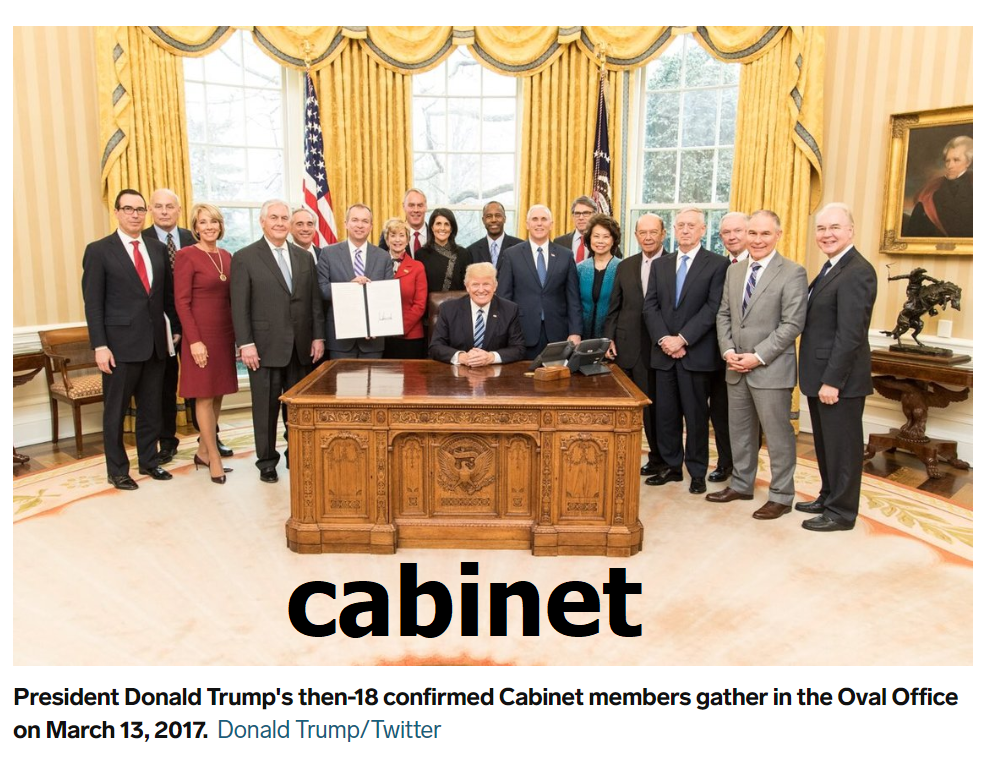 cabinet
President Donald Trump's then-18 confirmed Cabinet members gather in the Oval Office
on March 13, 2017. Donald Trump/Twitter